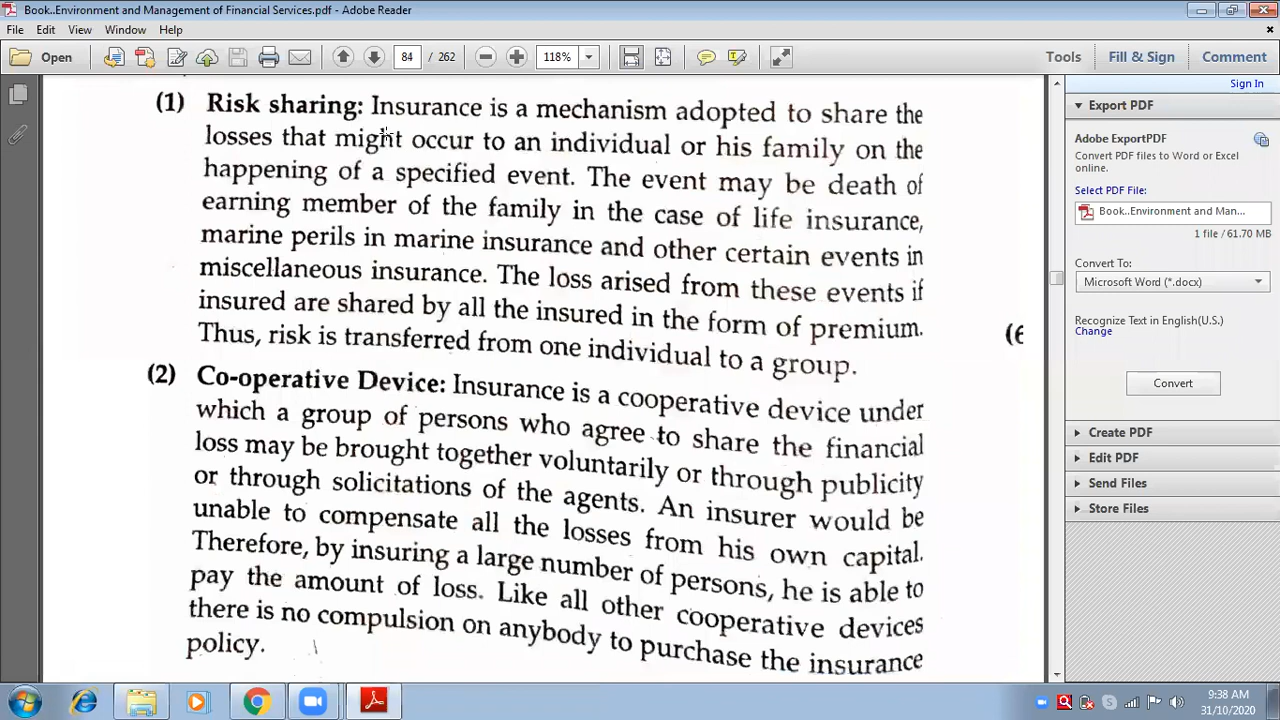 Book..Environment and Management of Financial Services.pdf - Adobe Reader
File Edit View Window Help
Open 84 / 262 118% Tools Fill & Sign Comment
Sign In
(1) Risk sharing: Insurance is a mechanism adopted to share the
losses that might occur to an individual or his family on the
happening of a specified event. The event may be death of
earning member of the family in the case of life insurance,
marine perils in marine insurance and other certain events in
miscellaneous insurance. The loss arised from these events if
insured are shared by all the insured in the form of premium.
Thus, risk is transferred from one individual to a group.
(6
(2) Co-operative Device: Insurance is a cooperative device under
which a group of persons who agree to share the financial
loss may be brought together voluntarily or through publicity
or through solicitations of the agents. An insurer would be
unable to compensate all the losses from his own capital.
Therefore, by insuring a large number of persons, he is able to
pay the amount of loss. Like all other cooperative devices
there is no compulsion on anybody to purchase the insurance
policy.
Export PDF
Adobe ExportPDF
Convert PDF files to Word or Excel
online.
Select PDF File:
Book..Environment and Man...
1 file / 61.70 MB
Convert To:
Microsoft Word (*.docx)
Recognize Text in English(U.S.)
Change
Convert
Create PDF
Edit PDF
Send Files
Store Files
9:38 AM
31/10/2020